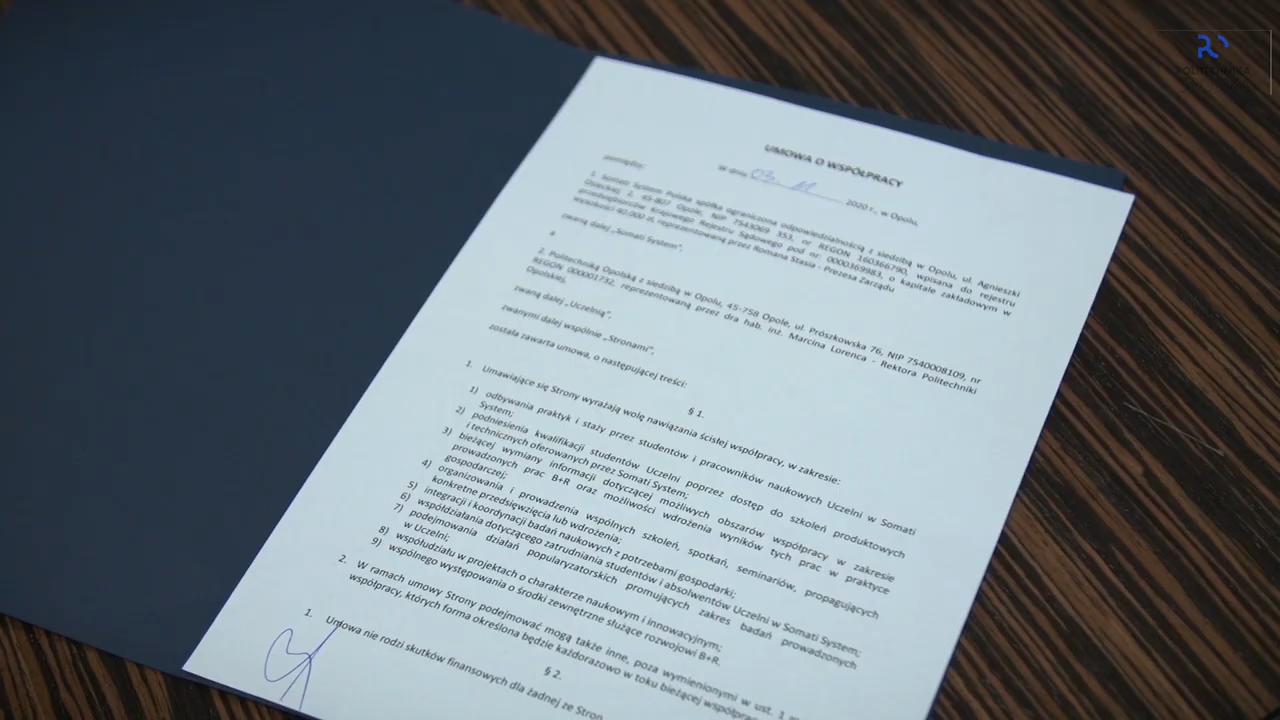 POLITECHNIKA
UMOWA O WSPÓŁPRACY
W dniu 03. 11 2020 r., w Opolu,
pomiędzy:
1. Somati System Polska spółka ograniczona odpowiedzialnością z siedzibą w Opolu, ul. Agnieszki
Osieckiej 2, 45-807 Opole, NIP 7543069 353, nr REGON 160366790, wpisana do rejestru
przedsiębiorców Krajowego Rejestru Sądowego pod nr: 0000369983, o kapitale zakładowym w
wysokości 40.000 zł, reprezentowaną przez Romana Stasia - Prezesa Zarządu
zwaną dalej „Somati System”,
a
2. Politechniką Opolską z siedzibą w Opolu, 45-758 Opole, ul. Prószkowska 76, NIP 7540008109, nr
REGON 000001732, reprezentowaną przez dra hab. inż. Marcina Lorenca - Rektora Politechniki
Opolskiej,
zwaną dalej „Uczelnią”,
zwanymi dalej wspólnie „Stronami”,
została zawarta umowa, o następującej treści:
§ 1.
1. Umawiające się Strony wyrażają wolę nawiązania ścisłej współpracy, w zakresie:
1) odbywania praktyk i staży przez studentów i pracowników naukowych Uczelni w Somati
System;
2) podniesienia kwalifikacji studentów Uczelni poprzez dostęp do szkoleń produktowych
i technicznych oferowanych przez Somati System;
3) bieżącej wymiany informacji dotyczącej możliwych obszarów współpracy w zakresie
prowadzonych prac B+R oraz możliwości wdrożenia wyników tych prac w praktyce
gospodarczej;
4) organizowania i prowadzenia wspólnych szkoleń, spotkań, seminariów, propagujących
konkretne przedsięwzięcia lub wdrożenia;
5) integracji i koordynacji badań naukowych z potrzebami gospodarki;
6) współdziałania dotyczącego zatrudniania studentów i absolwentów Uczelni w Somati System;
7) podejmowania działań popularyzatorskich promujących zakres badań prowadzonych
w Uczelni;
8) współudziału w projektach o charakterze naukowym i innowacyjnym;
9) wspólnego występowania o środki zewnętrzne służące rozwojowi B+R.
2. W ramach umowy Strony podejmować mogą także inne, poza wymienionymi w ust. 1
współpracy, których forma określona będzie każdorazowo w toku bieżącej
§ 2.
1. Umowa nie rodzi skutków finansowych dla żadnej ze Stron